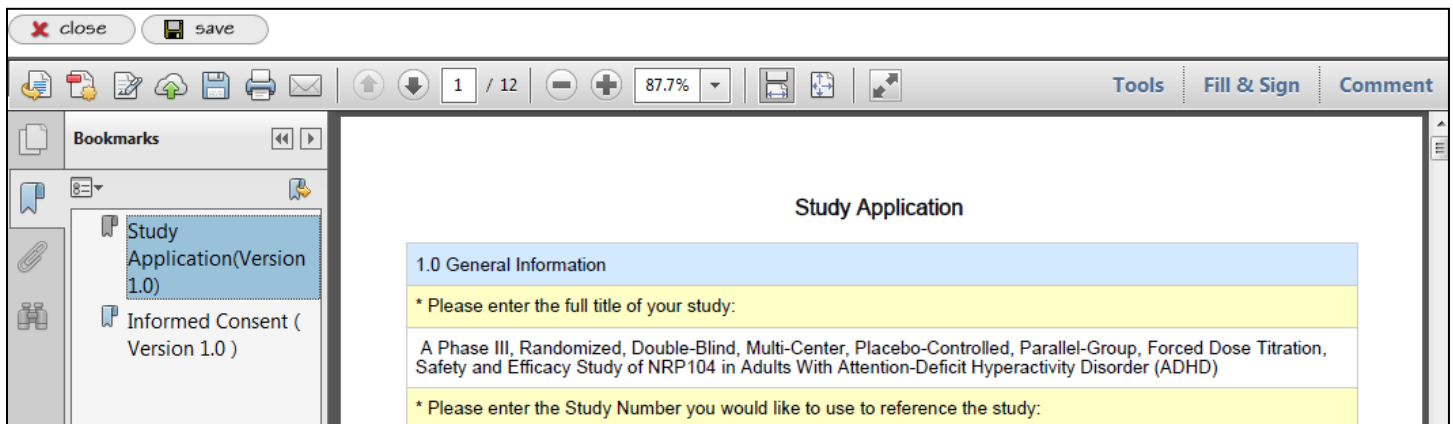 close save
1 / 12 87.7% Tools Fill & Sign Comment
Bookmarks
Study
Application(Version
1.0)
Informed Consent (
Version 1.0 )
Study Application
1.0 General Information
* Please enter the full title of your study:
A Phase III, Randomized, Double-Blind, Multi-Center, Placebo-Controlled, Parallel-Group, Forced Dose Titration,
Safety and Efficacy Study of NRP104 in Adults With Attention-Deficit Hyperactivity Disorder (ADHD)
* Please enter the Study Number you would like to use to reference the study: